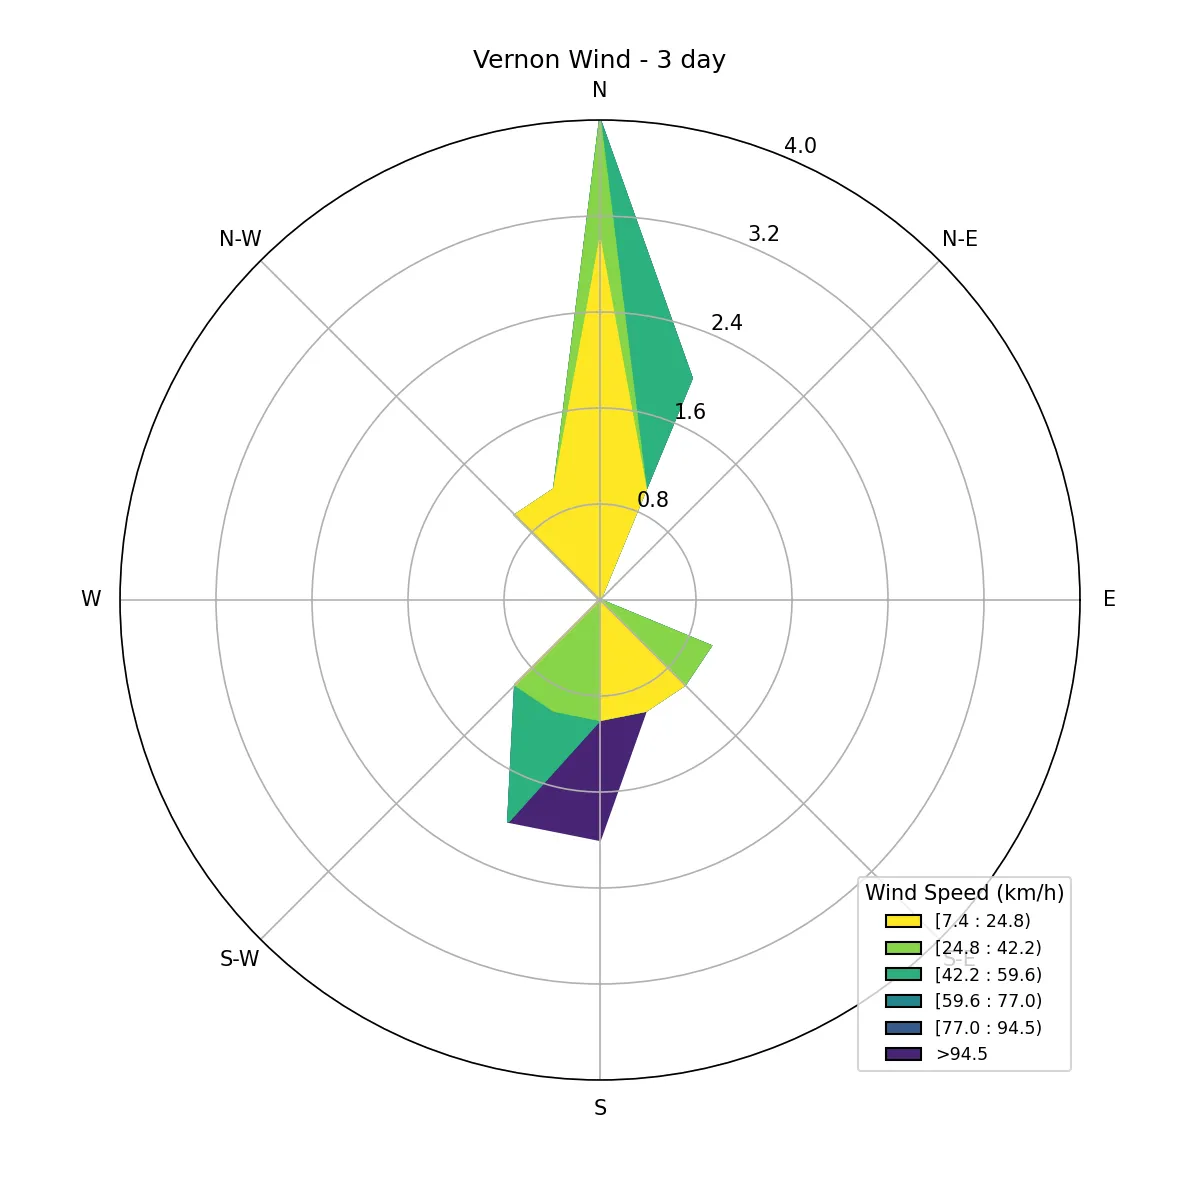 Vernon Wind - 3 day
N
4.0
N-W
N-E
3.2
2.4
1.6
0.8
W
E
S-W
S-E
Wind Speed (km/h)
[7.4 : 24.8)
[24.8 : 42.2)
[42.2 : 59.6)
[59.6 : 77.0)
[77.0 : 94.5)
>94.5
S